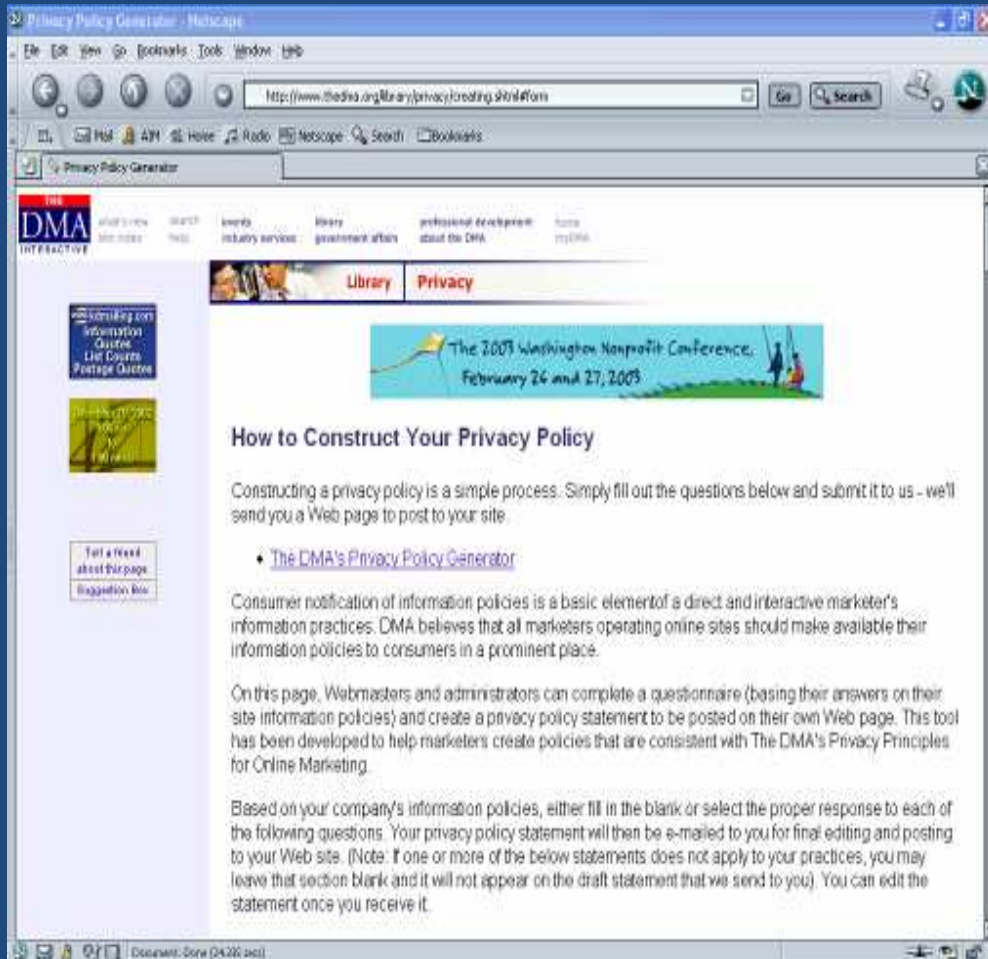 Privacy Policy Generator - Netscape
File Edit View Go Bookmarks Tools Window Help
http://www.thedma.org/library/privacy/creating.shtml#form
Go Search
Mail AIM Home Radio Netscape Search Bookmarks
Privacy Policy Generator
THE
DMA
INTERACTIVE
what's new search events library professional development home
help industry services government affairs about the DMA myDMA
Library Privacy
Information
Quotes
List Counts
Postage Quotes
The 2003 Washington Nonprofit Conference,
February 26 and 27, 2003
How to Construct Your Privacy Policy
Constructing a privacy policy is a simple process. Simply fill out the questions below and submit it to us - we'll
send you a Web page to post to your site.
• The DMA's Privacy Policy Generator
Tell a friend
about this page
Suggestion Box
Consumer notification of information policies is a basic elementof a direct and interactive marketer's
information practices. DMA believes that all marketers operating online sites should make available their
information policies to consumers in a prominent place.
On this page, Webmasters and administrators can complete a questionnaire (basing their answers on their
site information policies) and create a privacy policy statement to be posted on their own Web page. This tool
has been developed to help marketers create policies that are consistent with The DMA's Privacy Principles
for Online Marketing.
Based on your company's information policies, either fill in the blank or select the proper response to each of
the following questions. Your privacy policy statement will then be e-mailed to you for final editing and posting
to your Web site. (Note: If one or more of the below statements does not apply to your practices, you may
leave that section blank and it will not appear on the draft statement that we send to you). You can edit the
statement once you receive it.
Document: Done